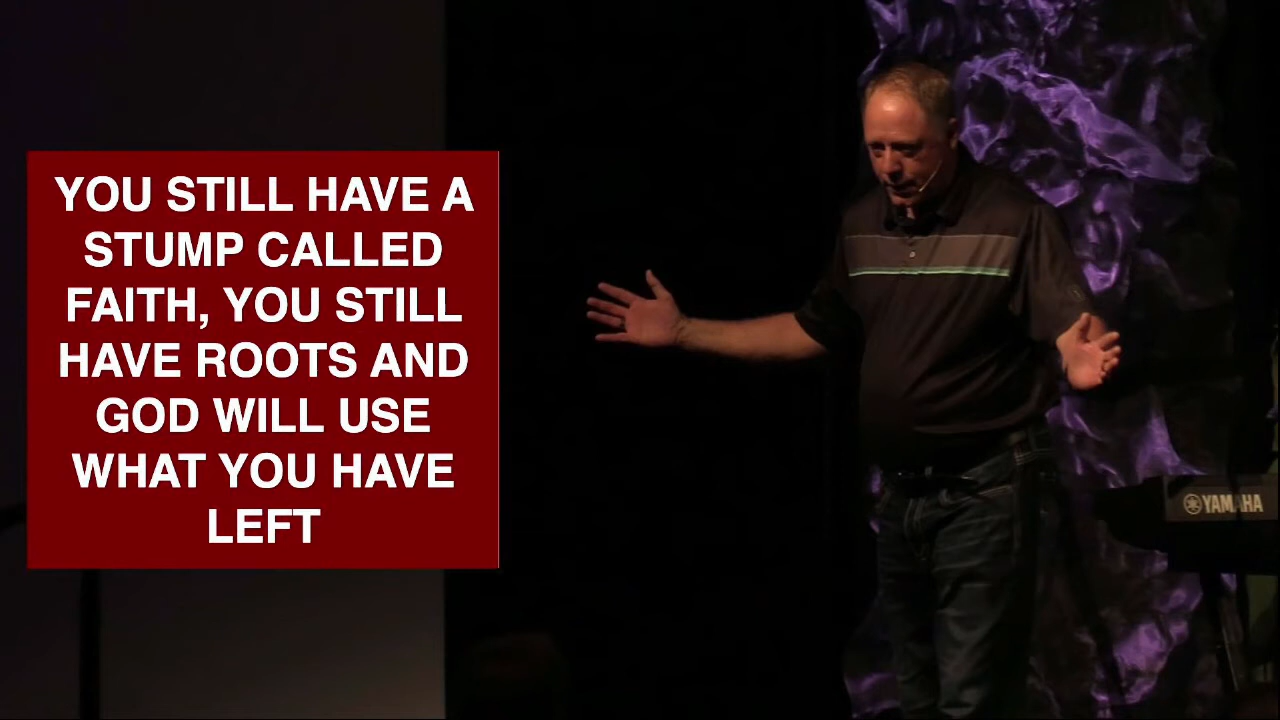 YOU STILL HAVE A
STUMP CALLED
FAITH, YOU STILL
HAVE ROOTS AND
GOD WILL USE
WHAT YOU HAVE
LEFT
YAMAHA